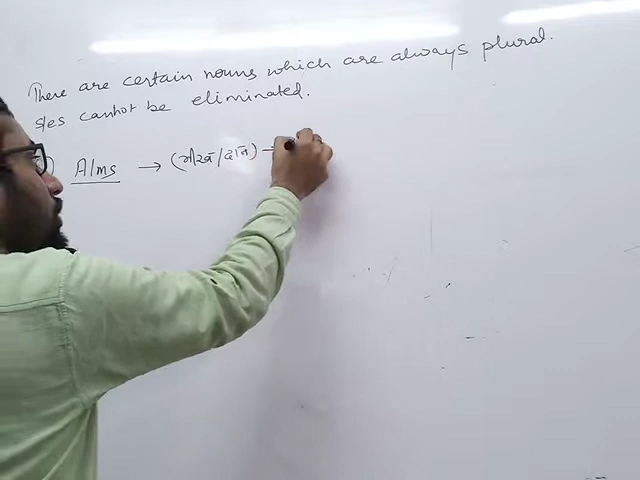 There are certain nouns which are always plural.
s/es cannot be eliminated.
Alms → (भीख/दान) →